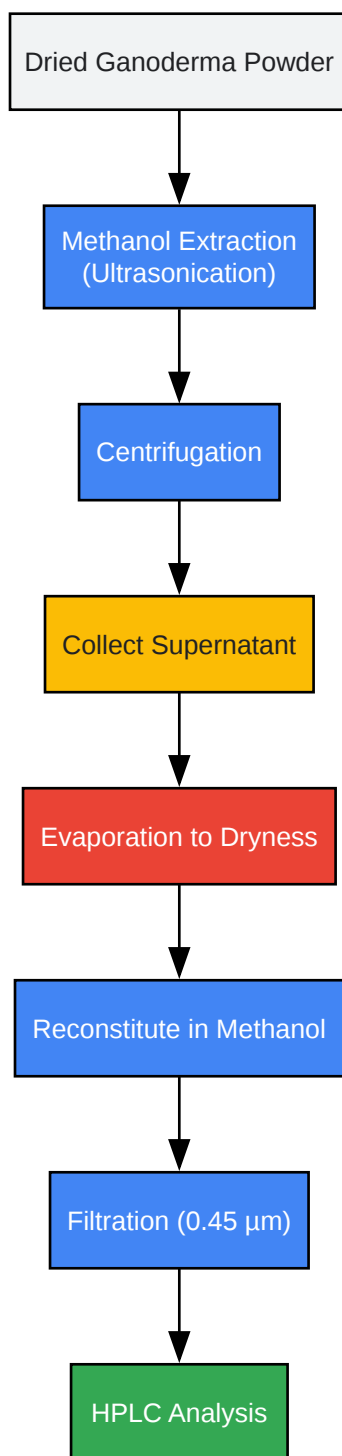 Dried Ganoderma Powder
Methanol Extraction
(Ultrasonication)
Centrifugation
Collect Supernatant
Evaporation to Dryness
Reconstitute in Methanol
Filtration (0.45 µm)
HPLC Analysis